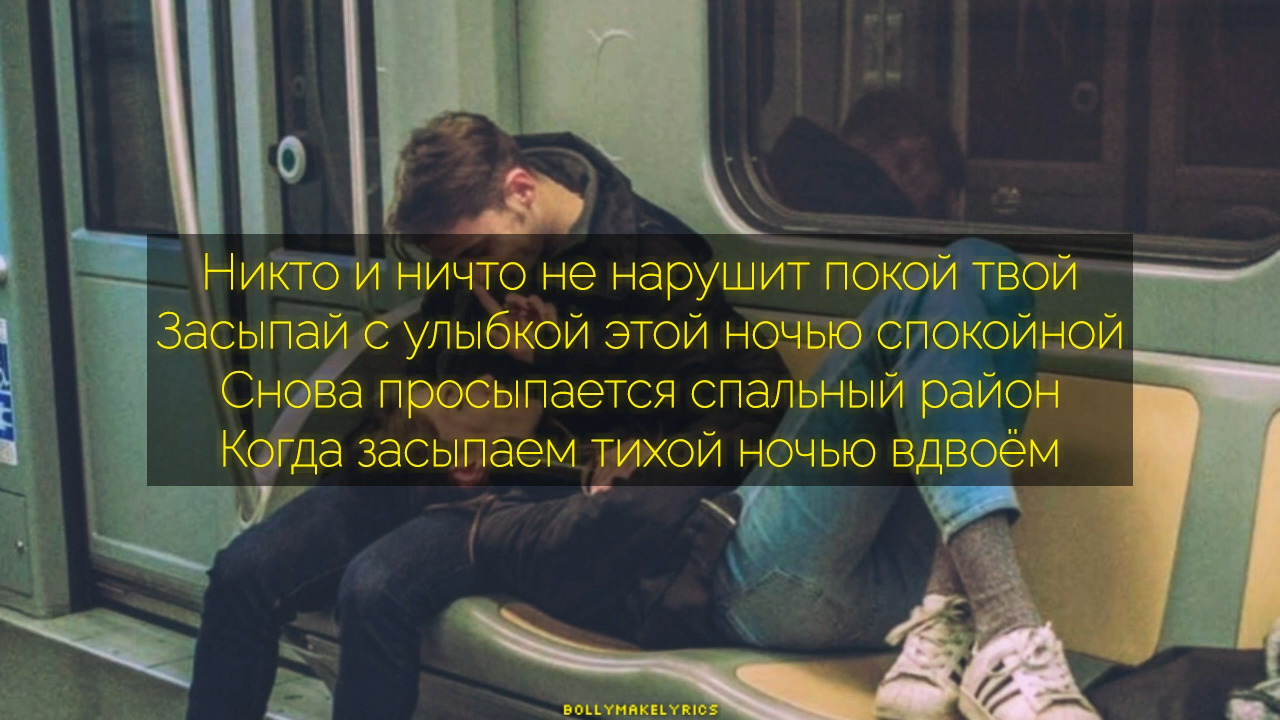 Никто и ничто не нарушит покой твой
Засыпай с улыбкой этой ночью спокойной
Снова просыпается спальный район
Когда засыпаем тихой ночью вдвоём
BOLLYMAKELYRICS